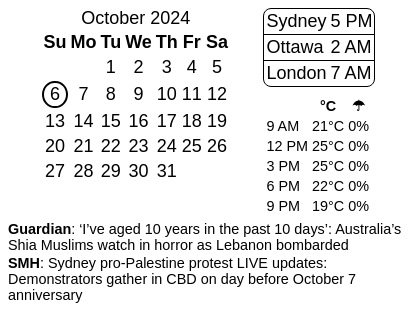 October 2024
Su Mo Tu We Th Fr Sa
1 2 3 4 5
6 7 8 9 10 11 12
13 14 15 16 17 18 19
20 21 22 23 24 25 26
27 28 29 30 31
Sydney 5 PM
Ottawa 2 AM
London 7 AM
°C ☂
9 AM 21°C 0%
12 PM 25°C 0%
3 PM 25°C 0%
6 PM 22°C 0%
9 PM 19°C 0%
Guardian: ‘I’ve aged 10 years in the past 10 days’: Australia’s
Shia Muslims watch in horror as Lebanon bombarded
SMH: Sydney pro-Palestine protest LIVE updates:
Demonstrators gather in CBD on day before October 7
anniversary